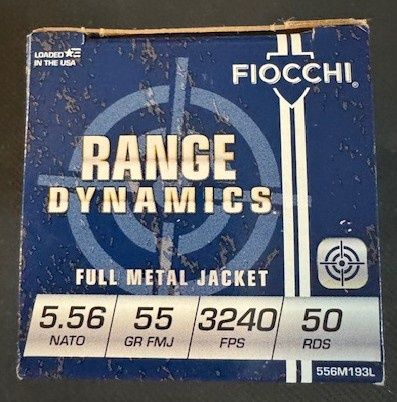 LOADED
IN THE USA
FIOCCHI®
RANGE
DYNAMICS
FULL METAL JACKET
5.56 55 3240 50
NATO GR FMJ FPS RDS
556M193L